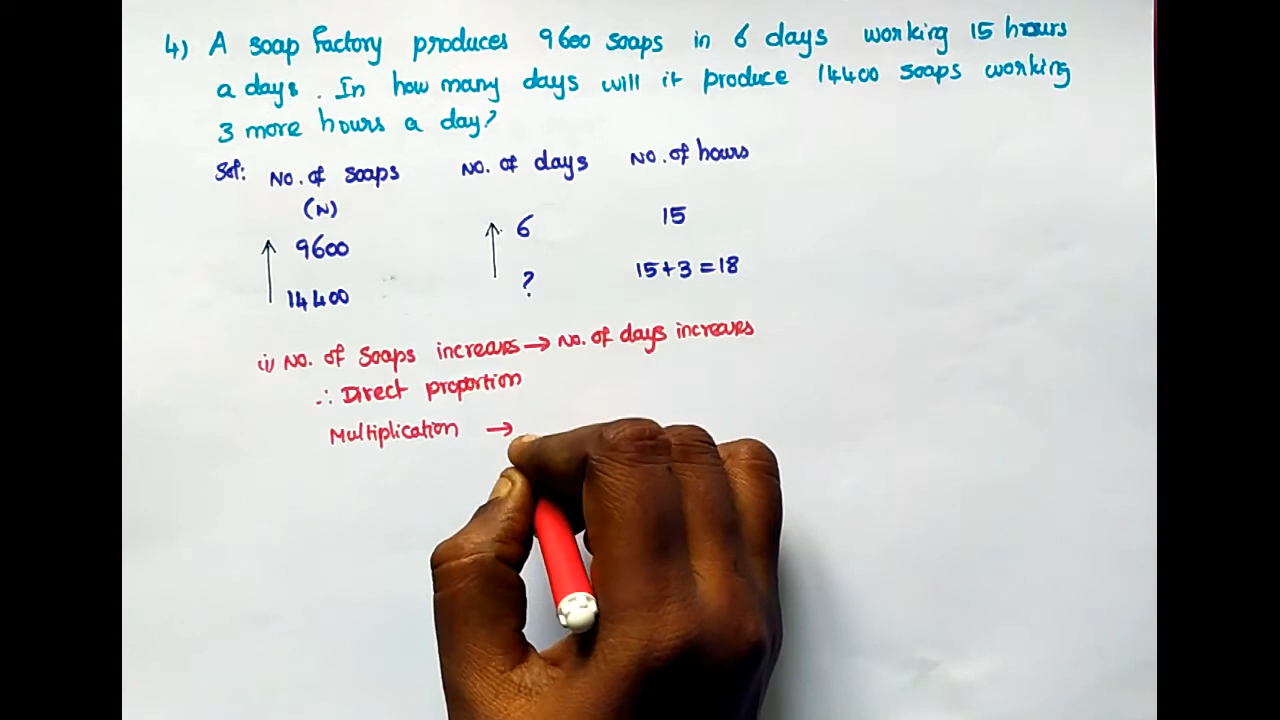 4) A soap factory produces 9600 soaps in 6 days working 15 hours
a days. In how many days will it produce 14400 soaps working
3 more hours a day?
Sol: No. of soaps No. of days No. of hours
(N)
9600 6 15
14400 ? 15+3=18
i) No. of soaps increases → No. of days increases
∴ Direct proportion
Multiplication →